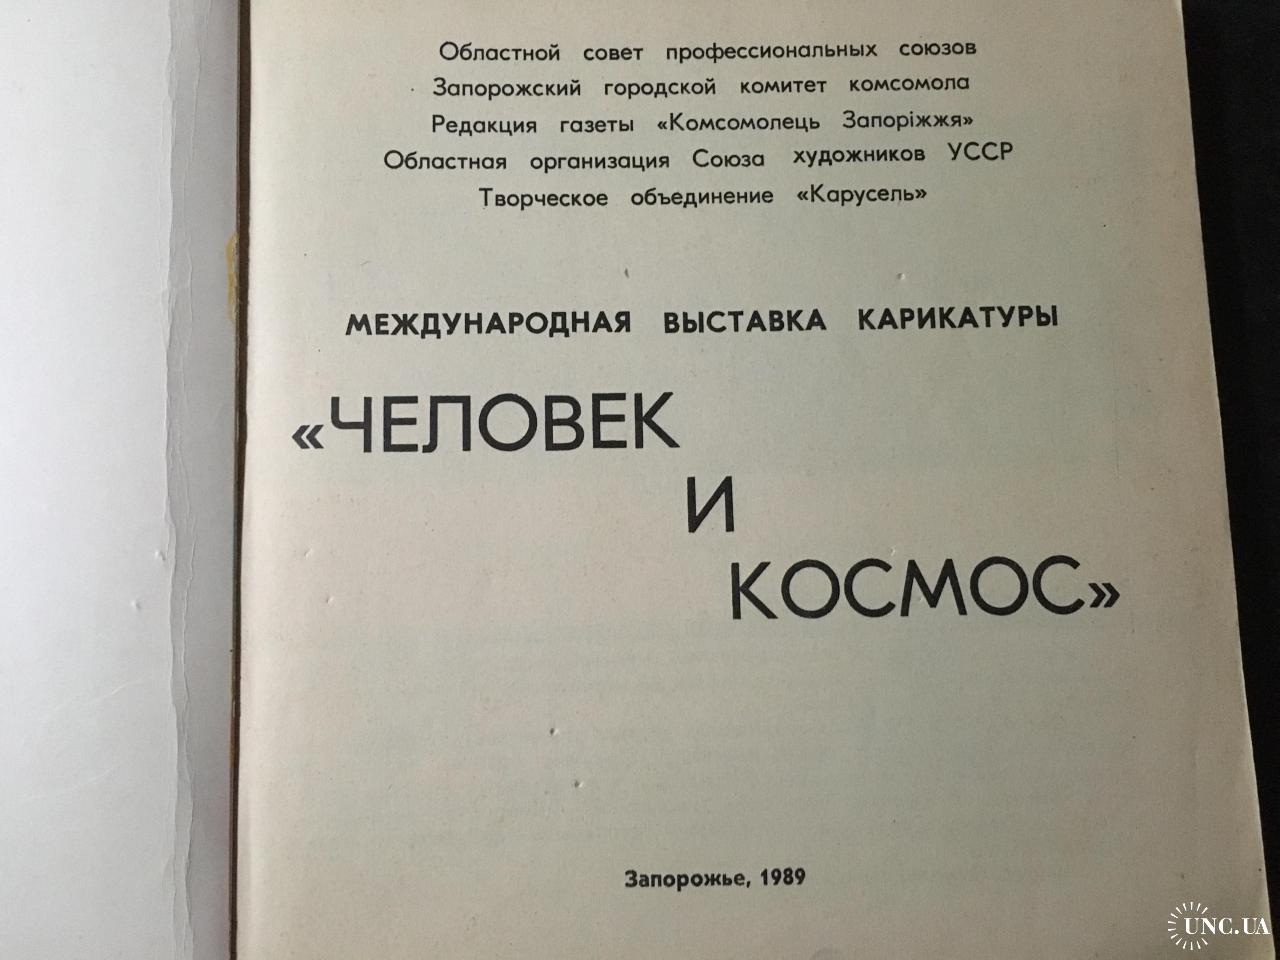 Областной совет профессиональных союзов
Запорожский городской комитет комсомола
Редакция газеты «Комсомолець Запоріжжя»
Областная организация Союза художников УССР
Творческое объединение «Карусель»
МЕЖДУНАРОДНАЯ ВЫСТАВКА КАРИКАТУРЫ
«ЧЕЛОВЕК
И
КОСМОС»
Запорожье, 1989
UNC.UA